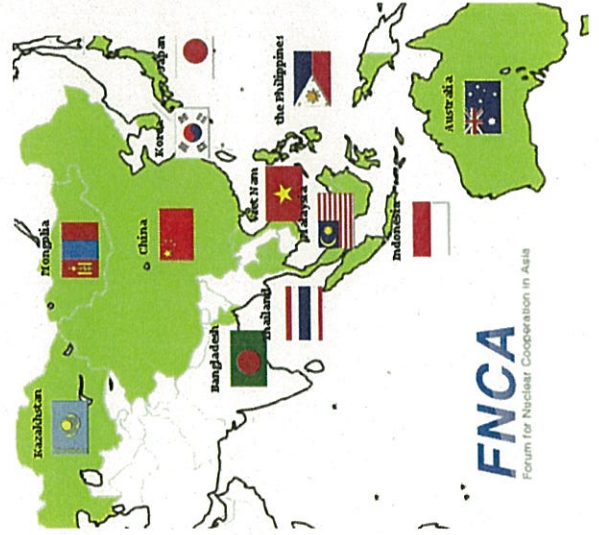 Kazakhstan
Mongolia
China
Korea
Japan
Bangladesh
Thailand
Viet Nam
Malaysia
the Philippines
Indonesia
Australia
FNCA
Forum for Nuclear Cooperation in Asia